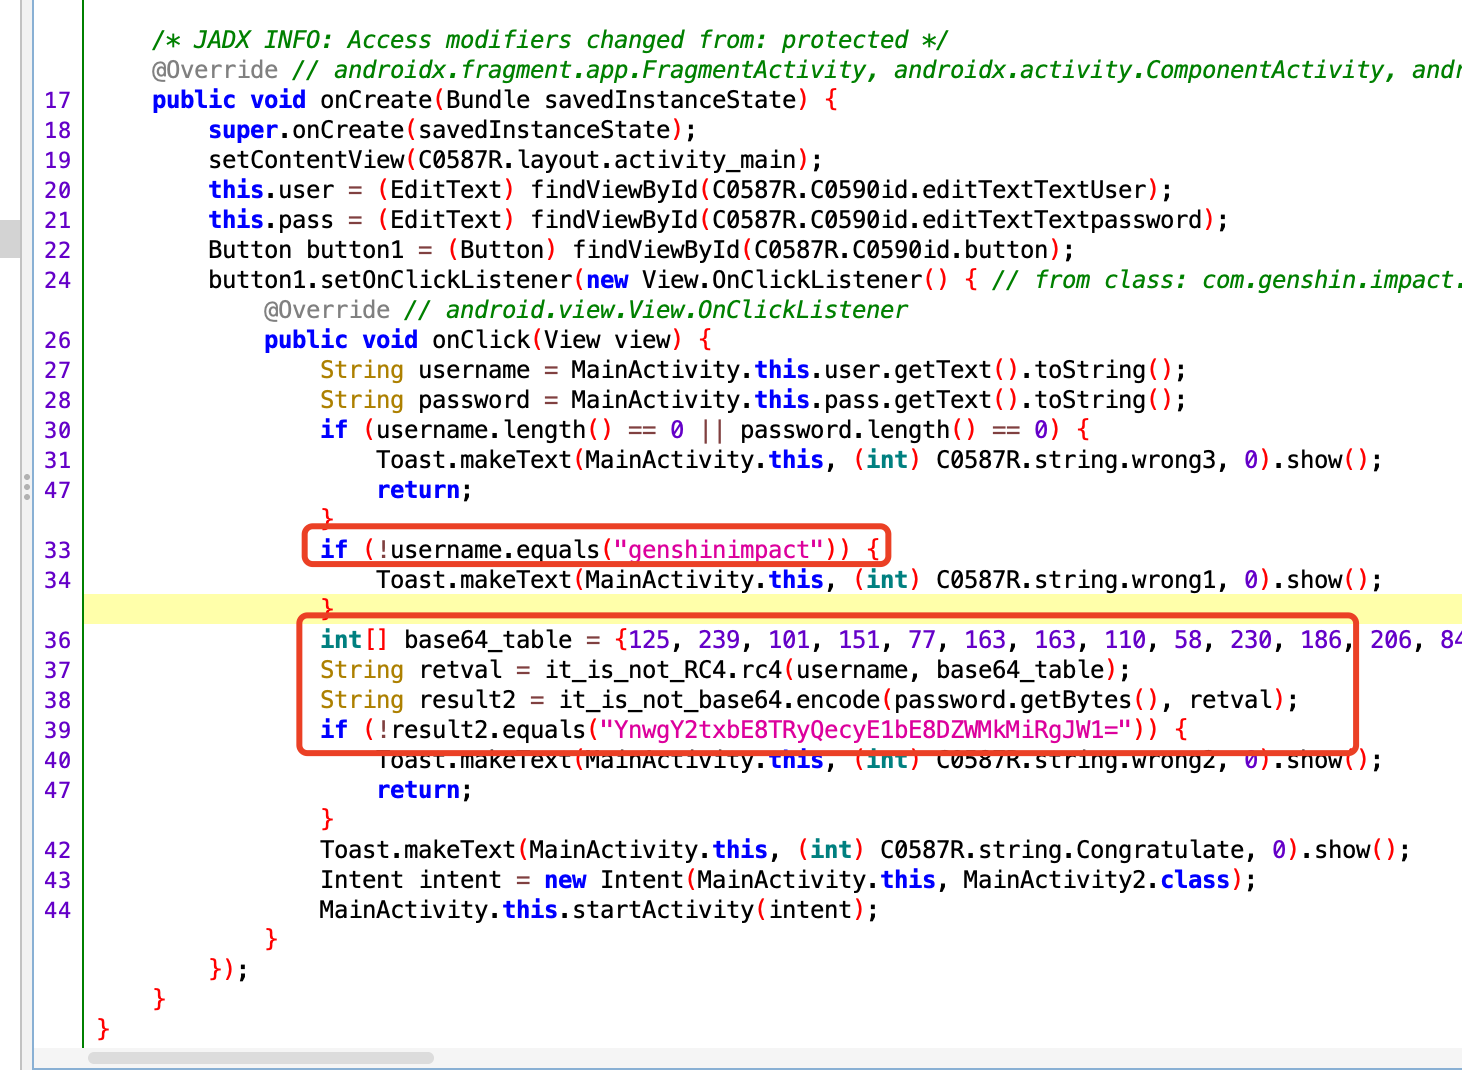 /* JADX INFO: Access modifiers changed from: protected */
@Override // androidx.fragment.app.FragmentActivity, androidx.activity.ComponentActivity, andr
17 public void onCreate(Bundle savedInstanceState) {
18 super.onCreate(savedInstanceState);
19 setContentView(C0587R.layout.activity_main);
20 this.user = (EditText) findViewById(C0587R.C0590id.editTextTextUser);
21 this.pass = (EditText) findViewById(C0587R.C0590id.editTextTextpassword);
22 Button button1 = (Button) findViewById(C0587R.C0590id.button);
24 button1.setOnClickListener(new View.OnClickListener() { // from class: com.genshin.impact.
@Override // android.view.View.OnClickListener
26 public void onClick(View view) {
27 String username = MainActivity.this.user.getText().toString();
28 String password = MainActivity.this.pass.getText().toString();
30 if (username.length() == 0 || password.length() == 0) {
31 Toast.makeText(MainActivity.this, (int) C0587R.string.wrong3, 0).show();
47 return;
}
33 if (!username.equals("genshinimpact")) {
34 Toast.makeText(MainActivity.this, (int) C0587R.string.wrong1, 0).show();
}
36 int[] base64_table = {125, 239, 101, 151, 77, 163, 163, 110, 58, 230, 186, 206, 84
37 String retval = it_is_not_RC4.rc4(username, base64_table);
38 String result2 = it_is_not_base64.encode(password.getBytes(), retval);
39 if (!result2.equals("YnwgY2txbE8TRyQecyE1bE8DZWMkMiRgJW1=")) {
40 Toast.makeText(MainActivity.this, (int) C0587R.string.wrong2, 0).show();
47 return;
}
42 Toast.makeText(MainActivity.this, (int) C0587R.string.Congratulate, 0).show();
43 Intent intent = new Intent(MainActivity.this, MainActivity2.class);
44 MainActivity.this.startActivity(intent);
}
});
}
}